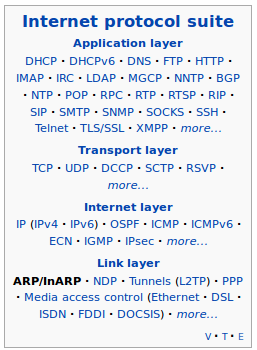 Internet protocol suite
Application layer
DHCP · DHCPv6 · DNS · FTP · HTTP ·
IMAP · IRC · LDAP · MGCP · NNTP · BGP
· NTP · POP · RPC · RTP · RTSP · RIP ·
SIP · SMTP · SNMP · SOCKS · SSH ·
Telnet · TLS/SSL · XMPP · more...
Transport layer
TCP · UDP · DCCP · SCTP · RSVP ·
more...
Internet layer
IP (IPv4 · IPv6) · OSPF · ICMP · ICMPv6 ·
ECN · IGMP · IPsec · more...
Link layer
ARP/InARP · NDP · Tunnels (L2TP) · PPP
· Media access control (Ethernet · DSL ·
ISDN · FDDI · DOCSIS) · more...
V · T · E